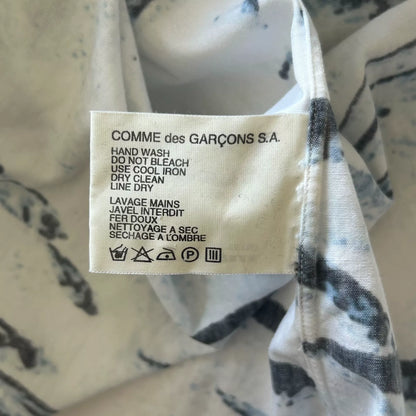 COMME des GARÇONS S.A.
HAND WASH
DO NOT BLEACH
USE COOL IRON
DRY CLEAN
LINE DRY
LAVAGE MAINS
JAVEL INTERDIT
FER DOUX
NETTOYAGE A SEC
SECHAGE A L'OMBRE
P